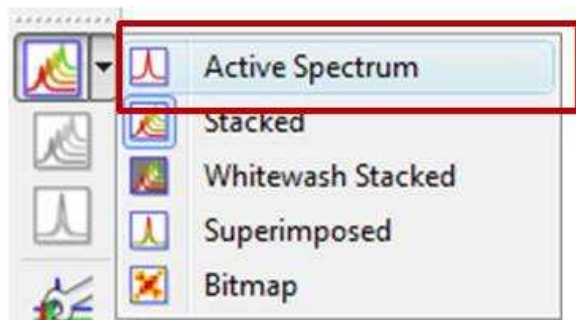 Active Spectrum
Stacked
Whitewash Stacked
Superimposed
Bitmap